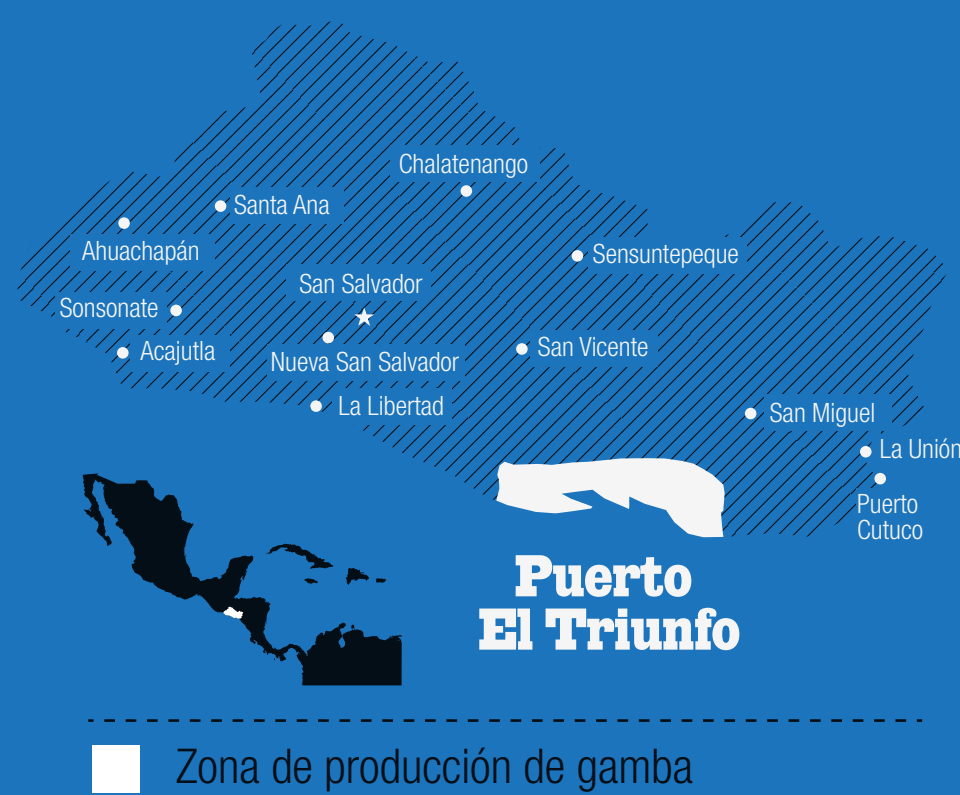 Chalatenango
Santa Ana
Ahuachapán
Sensuntepeque
San Salvador
Sonsonate
Acajutla
Nueva San Salvador
San Vicente
La Libertad
San Miguel
La Unión
Puerto
Cutuco
Puerto
El Triunfo
Zona de producción de gamba